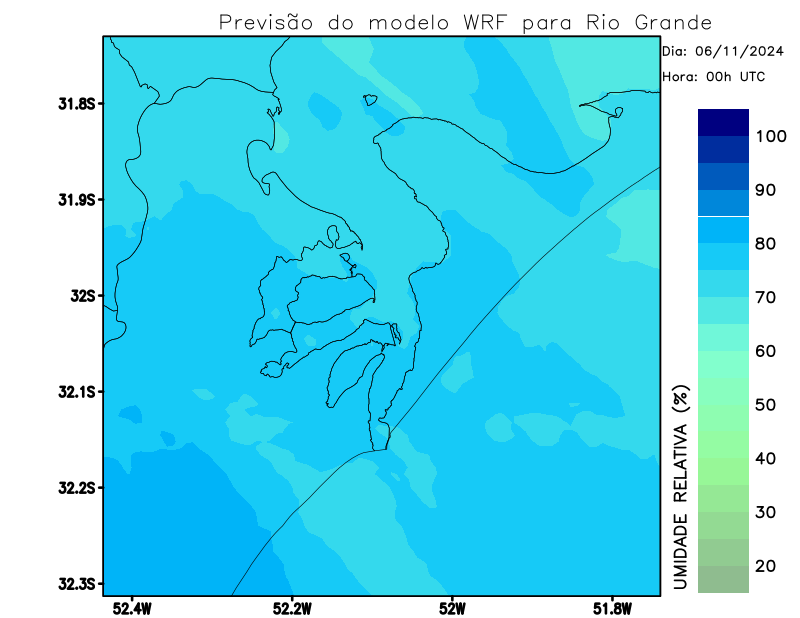 Previsão do modelo WRF para Rio Grande
Dia: 06/11/2024
Hora: 00h UTC
31.8S
31.9S
32S
32.1S
32.2S
32.3S
52.4W
52.2W
52W
51.8W
100
90
80
70
60
50
40
30
20
UMIDADE RELATIVA (%)